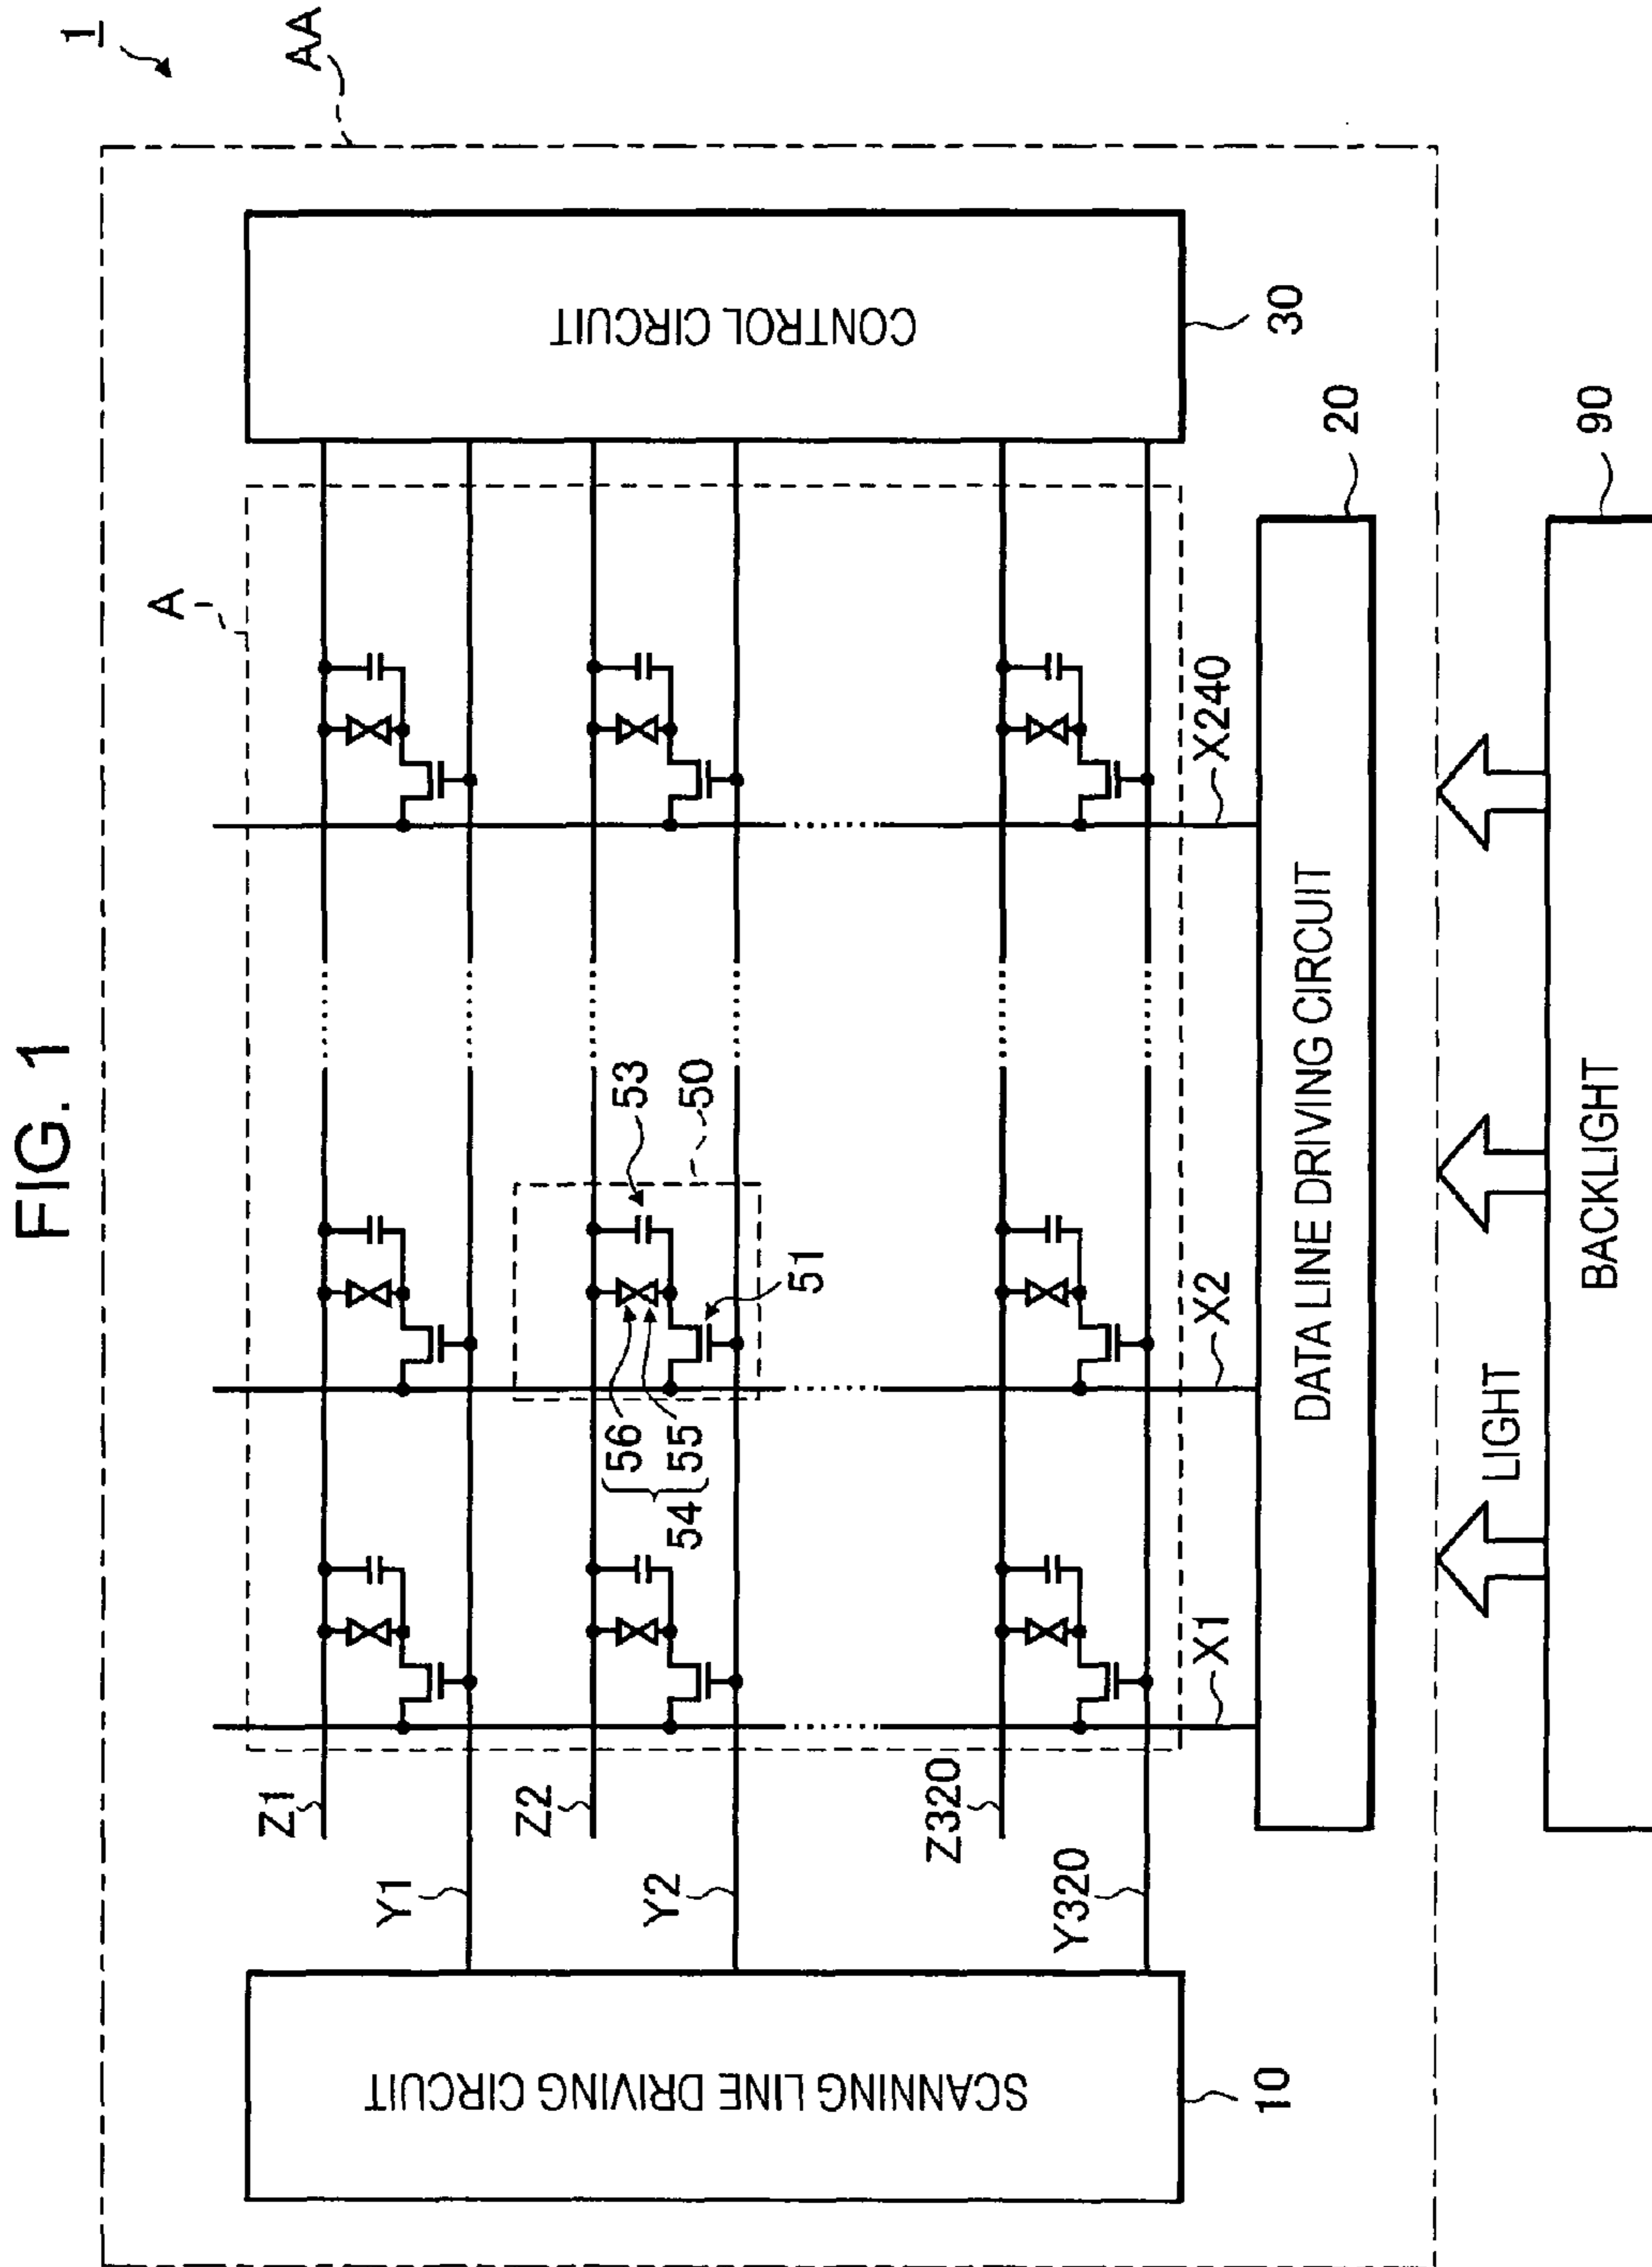 FIG. 1
1
AA
A
Z1
Y1
Z2
Y2
Z320
Y320
53
50
56
55
54
51
X1
X2
X240
SCANNING LINE DRIVING CIRCUIT
10
CONTROL CIRCUIT
30
DATA LINE DRIVING CIRCUIT
20
LIGHT
BACKLIGHT
90